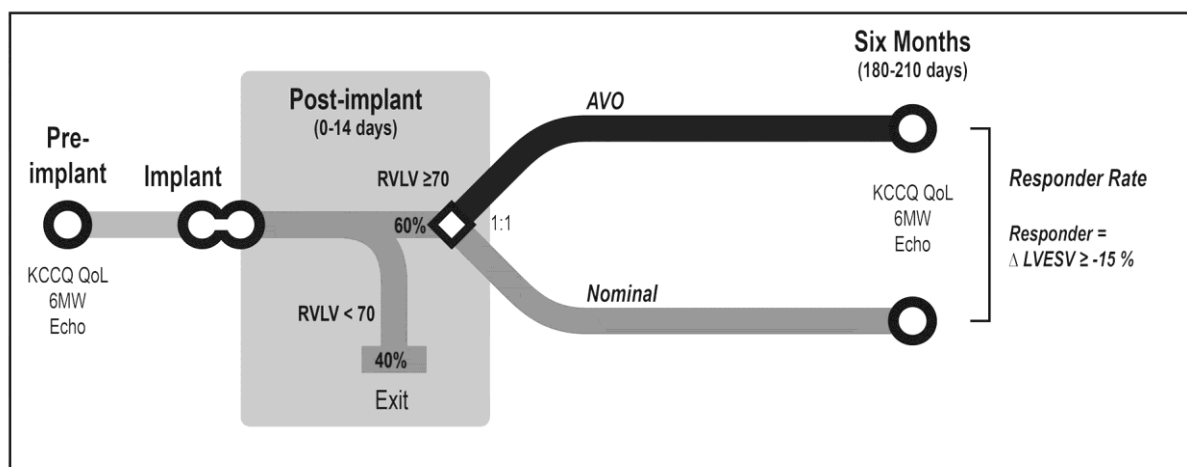 Pre-
implant
KCCQ QoL
6MW
Echo
Implant
Post-implant
(0-14 days)
RVLV ≥70
60%
1:1
RVLV < 70
40%
Exit
AVO
Nominal
Six Months
(180-210 days)
KCCQ QoL
6MW
Echo
Responder Rate
Responder =
Δ LVESV ≥ -15 %